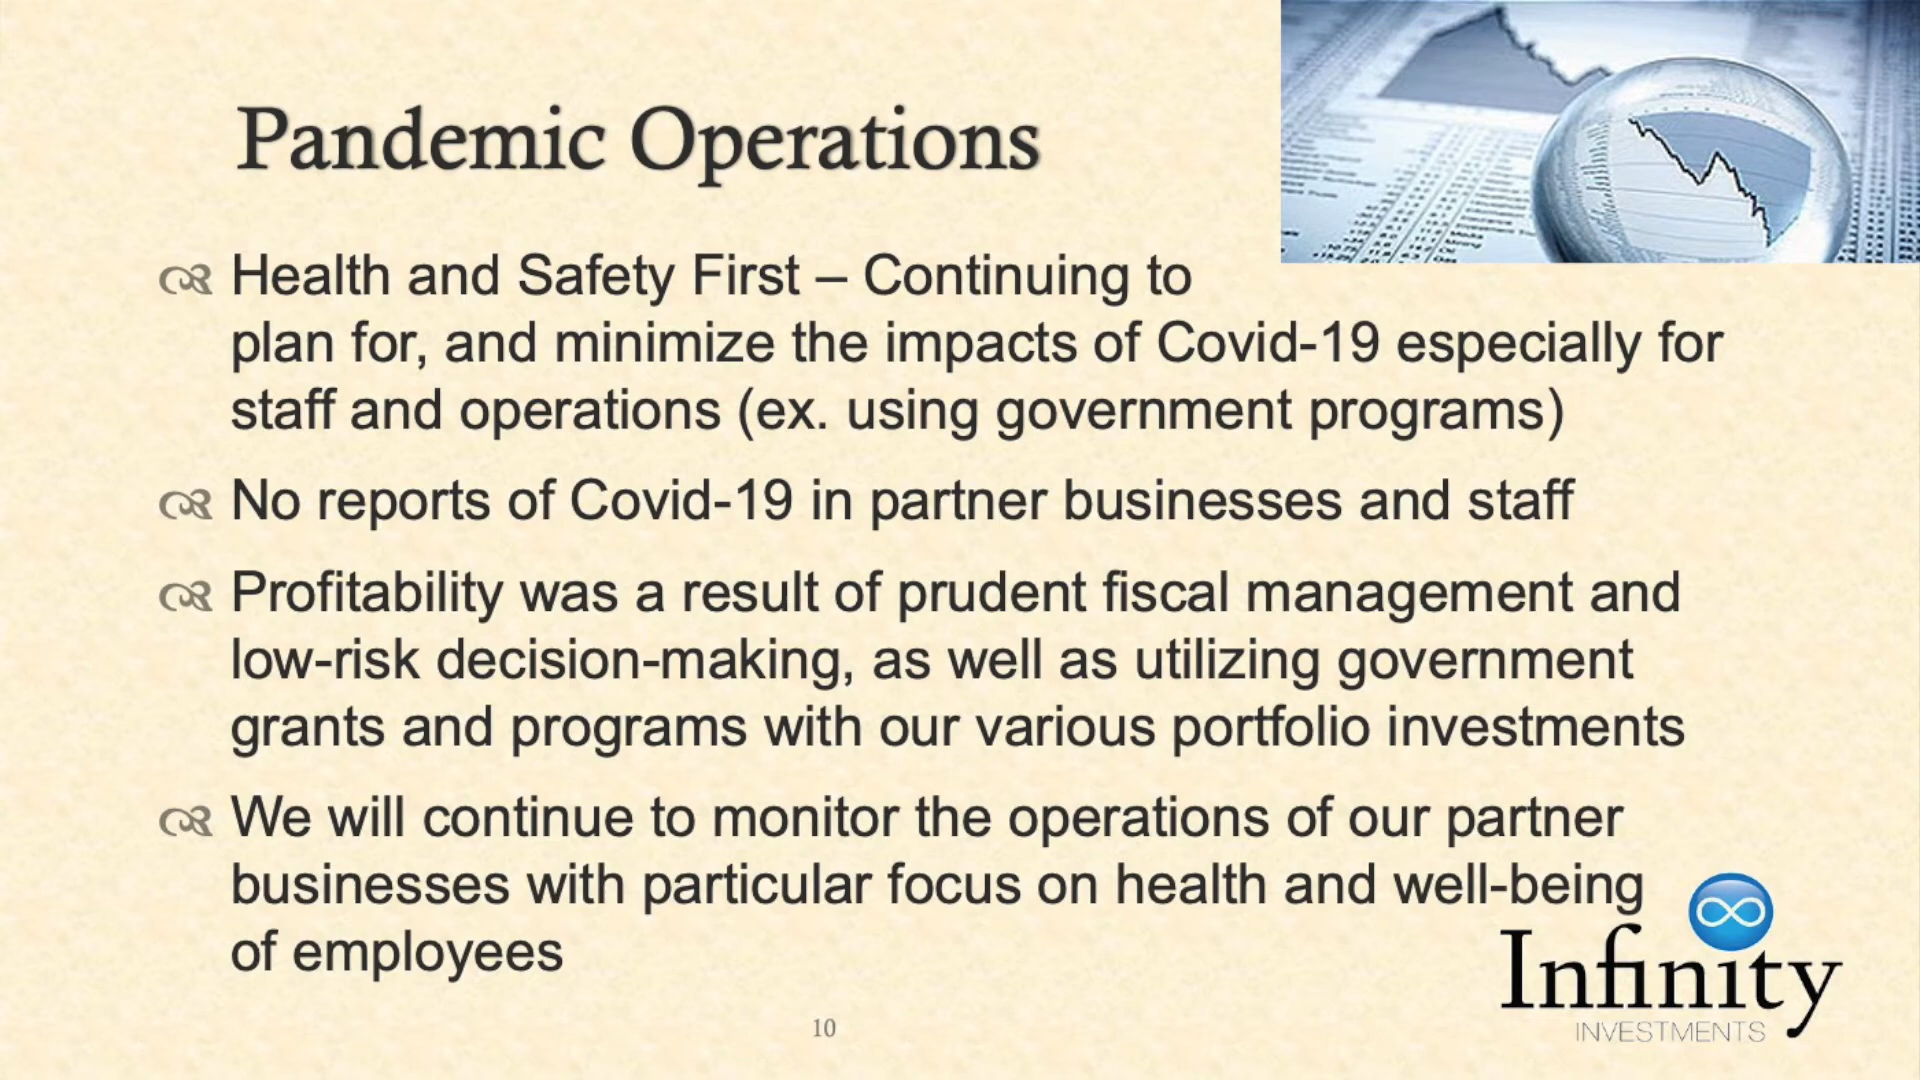 Pandemic Operations
Health and Safety First – Continuing to
plan for, and minimize the impacts of Covid-19 especially for
staff and operations (ex. using government programs)
No reports of Covid-19 in partner businesses and staff
Profitability was a result of prudent fiscal management and
low-risk decision-making, as well as utilizing government
grants and programs with our various portfolio investments
We will continue to monitor the operations of our partner
businesses with particular focus on health and well-being
of employees
Infinity
INVESTMENTS
10